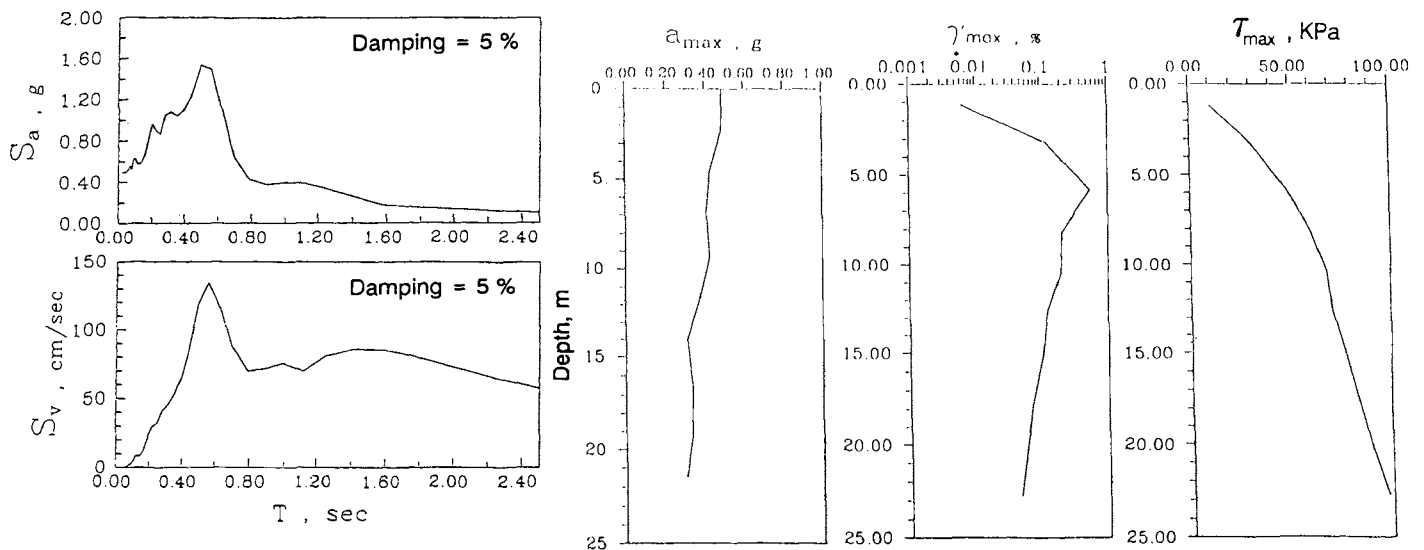 2.00
1.60
1.20
0.80
0.40
0.00
S_a , g
Damping = 5 %
0.00 0.40 0.80 1.20 1.60 2.00 2.40
150
100
50
0
S_v , cm/sec
Damping = 5 %
0.00 0.40 0.80 1.20 1.60 2.00 2.40
T , sec
a_max , g
0.00 0.20 0.40 0.60 0.80 1.00
0
5.
10
15
20
25
Depth, m
γ_max , %
0.001 0.01 0.1 1
0.00
5.00
10.00
15.00
20.00
25.00
τ_max , KPa
0.00 50.00 100.00
0.00
5.00
10.00
15.00
20.00
25.00